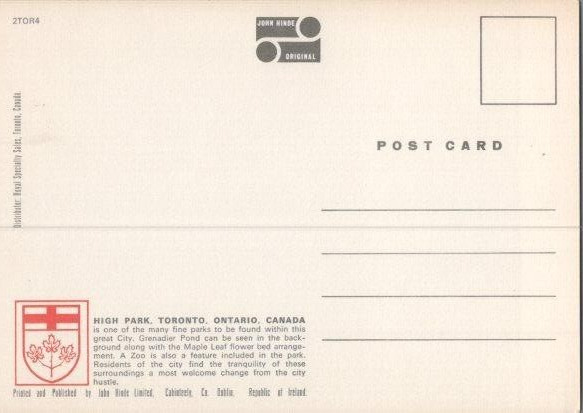 2TOR4
JOHN HINDE
ORIGINAL
POST CARD
Distributor: Royal Specialty Sales, Toronto, Canada.
HIGH PARK, TORONTO, ONTARIO, CANADA
is one of the many fine parks to be found within this
great City. Grenadier Pond can be seen in the back-
ground along with the Maple Leaf flower bed arrange-
ment. A Zoo is also a feature included in the park.
Residents of the city find the tranquility of these
surroundings a most welcome change from the city
hustle.
Printed and Published by John Hinde Limited, Cabinteely, Co. Dublin, Republic of Ireland.